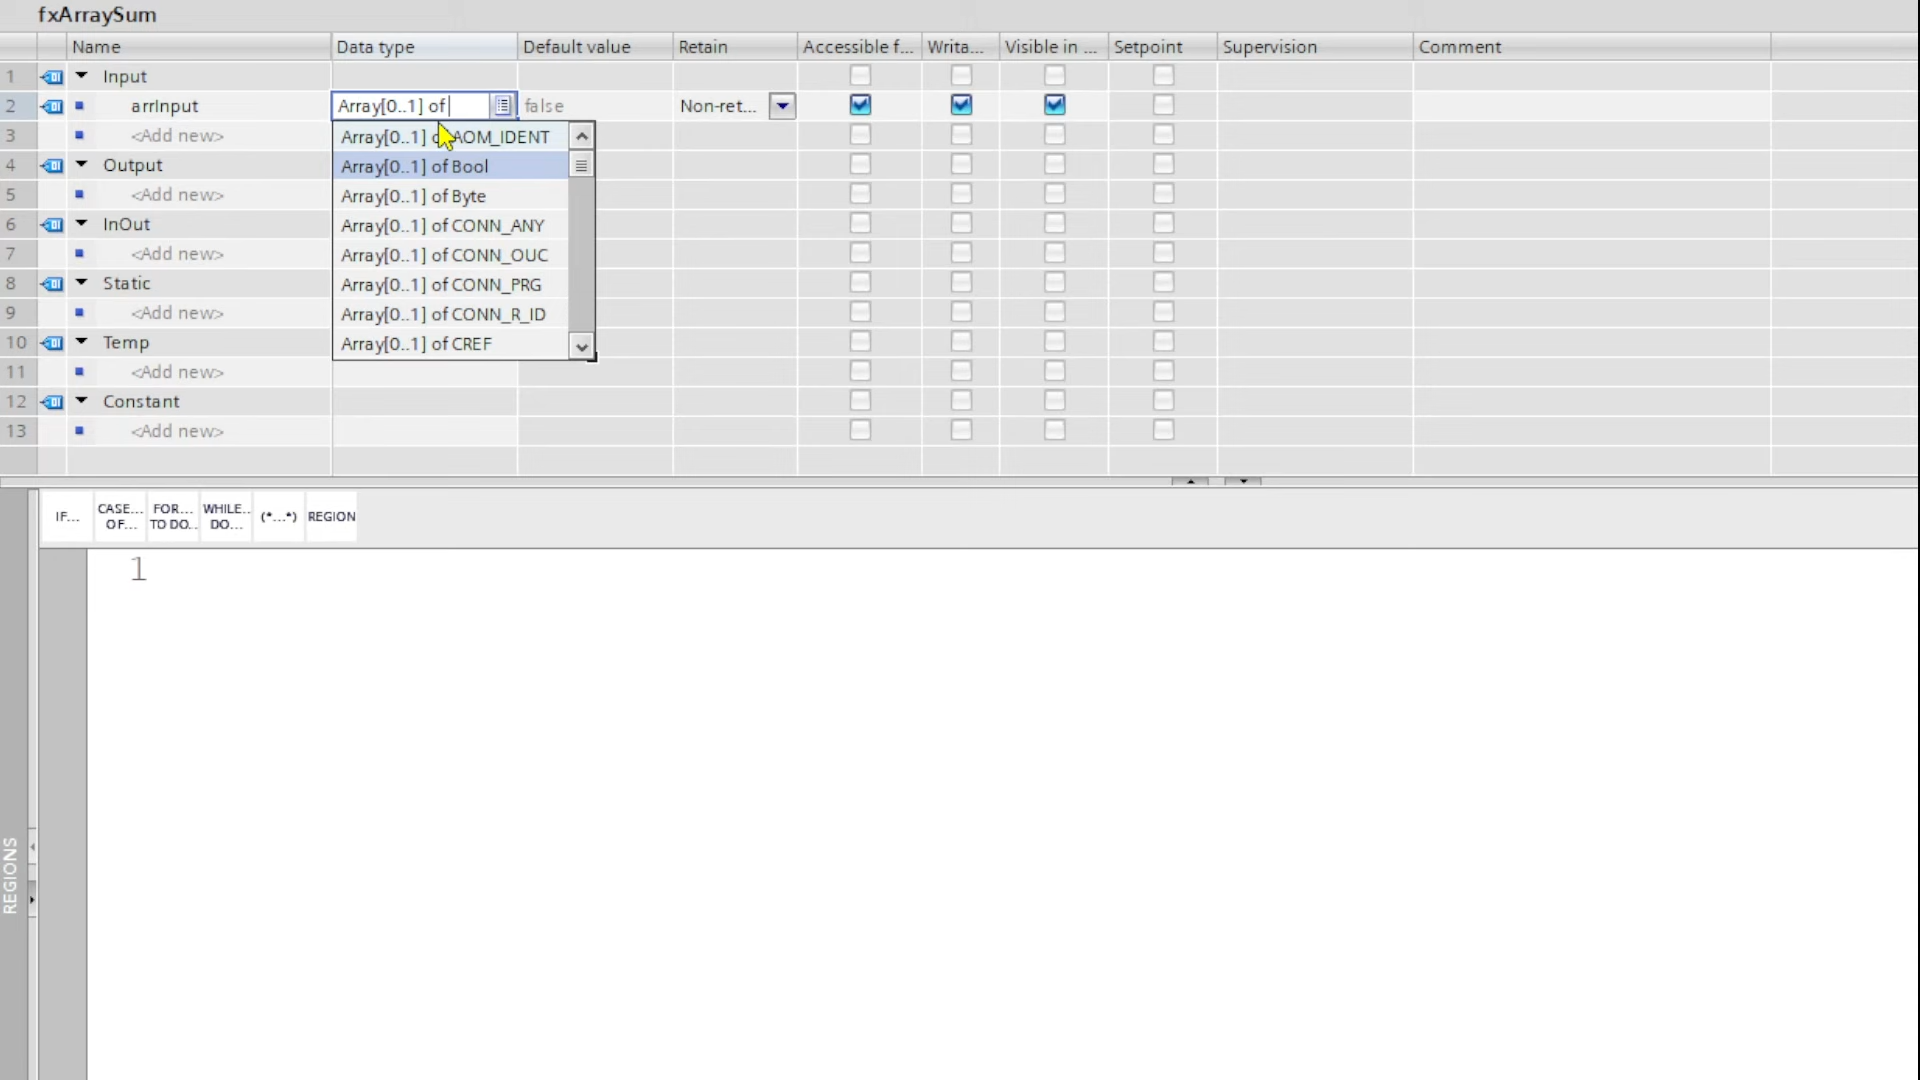 fxArraySum
Name Data type Default value Retain Accessible f... Writa... Visible in ... Setpoint Supervision Comment
1 Input
2 arrInput Array[0..1] of false Non-ret...
3 <Add new> Array[0..1] of AOM_IDENT
4 Output Array[0..1] of Bool
5 <Add new> Array[0..1] of Byte
6 InOut Array[0..1] of CONN_ANY
7 <Add new> Array[0..1] of CONN_OUC
8 Static Array[0..1] of CONN_PRG
9 <Add new> Array[0..1] of CONN_R_ID
10 Temp Array[0..1] of CREF
11 <Add new>
12 Constant
13 <Add new>
IF... CASE... FOR... WHILE.. (*...*) REGION
OF... TO DO.. DO...
1
REGIONS